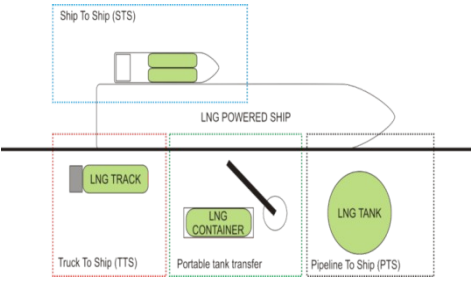 Ship To Ship (STS)
LNG POWERED SHIP
LNG TRACK
LNG
CONTAINER
LNG TANK
Truck To Ship (TTS)
Portable tank transfer
Pipeline To Ship (PTS)